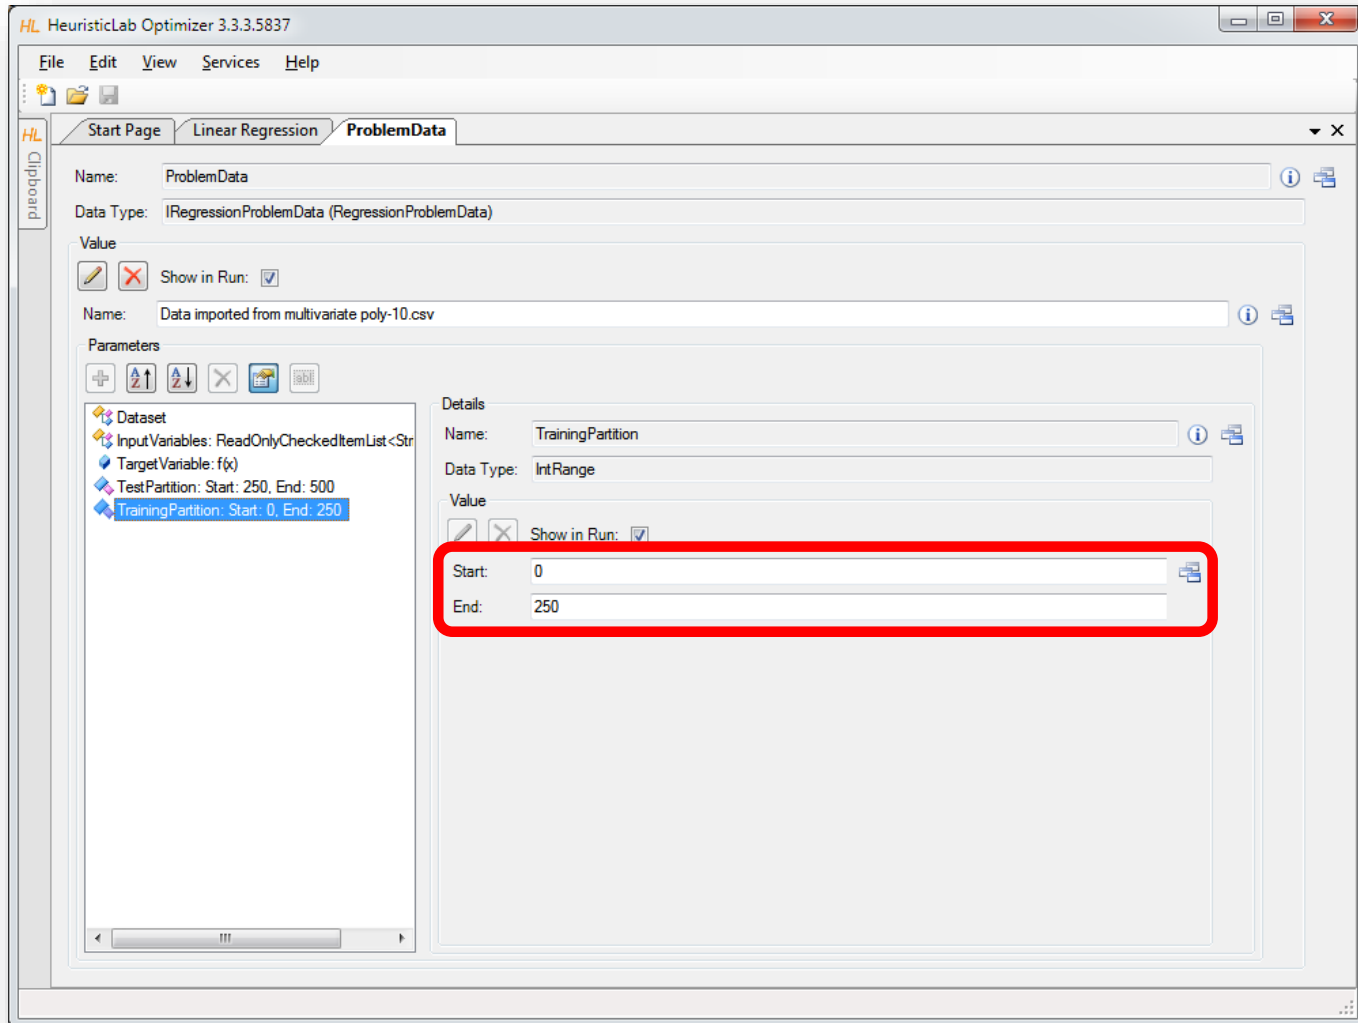 HL HeuristicLab Optimizer 3.3.3.5837
File Edit View Services Help
HL Clipboard
Start Page Linear Regression ProblemData
Name: ProblemData
Data Type: IRegressionProblemData (RegressionProblemData)
Value
Show in Run:
Name: Data imported from multivariate poly-10.csv
Parameters
Dataset
InputVariables: ReadOnlyCheckedItemList<Str
TargetVariable: f(x)
TestPartition: Start: 250, End: 500
TrainingPartition: Start: 0, End: 250
Details
Name: TrainingPartition
Data Type: IntRange
Value
Show in Run:
Start: 0
End: 250